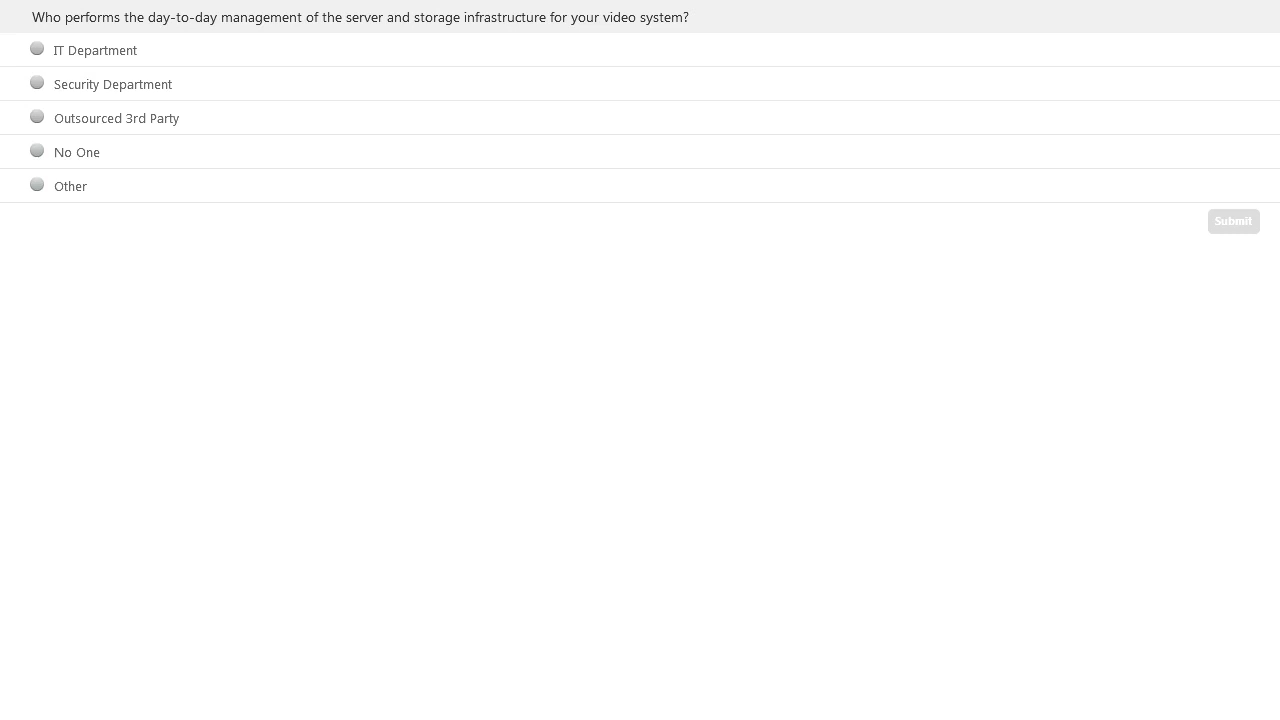 Who performs the day-to-day management of the server and storage infrastructure for your video system?
IT Department
Security Department
Outsourced 3rd Party
No One
Other
Submit